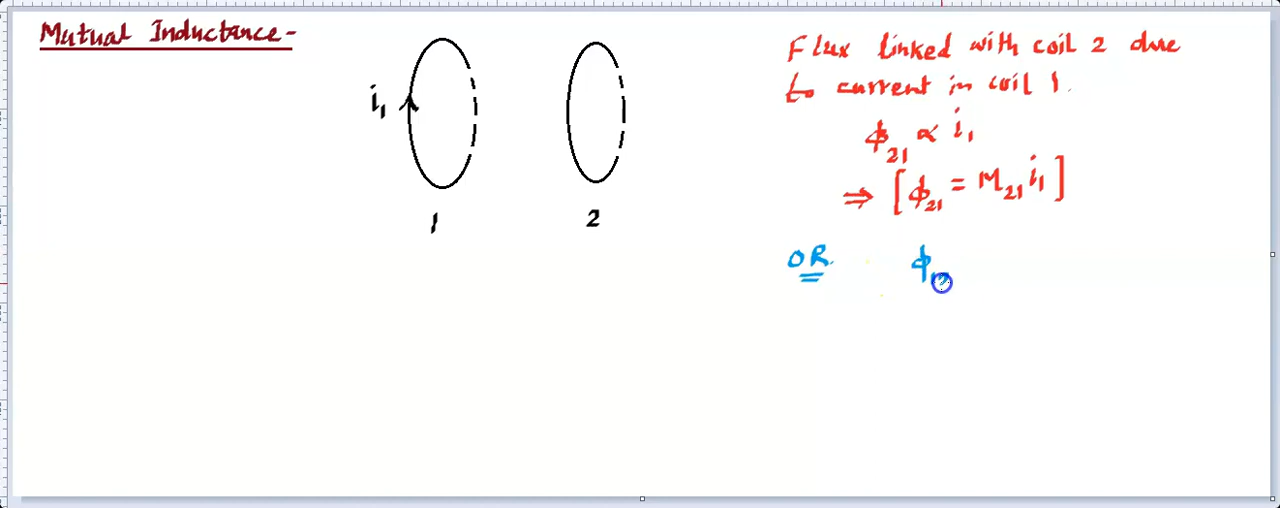 Mutual Inductance-
i₁
1
2
Flux linked with coil 2 due
to current in coil 1.
ϕ₂₁ ∝ i₁
⇒ [ϕ₂₁ = M₂₁ i₁]
OR
ϕ